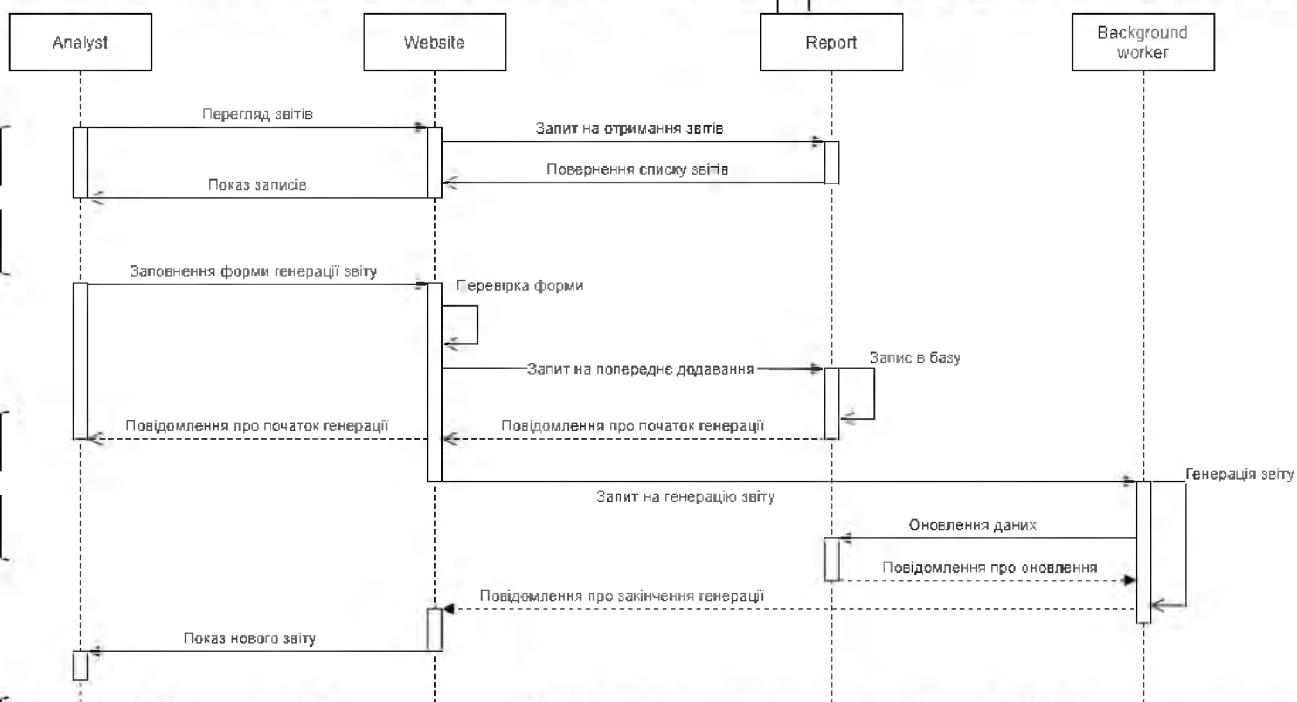 Analyst
Website
Report
Background
worker
Перегляд звітів
Запит на отримання звітів
Повернення списку звітів
Показ записів
Заповнення форми генерації звіту
Перевірка форми
Запит на попереднє додавання
Запис в базу
Повідомлення про початок генерації
Повідомлення про початок генерації
Генерація звіту
Запит на генерацію звіту
Оновлення даних
Повідомлення про оновлення
Повідомлення про закінчення генерації
Показ нового звіту